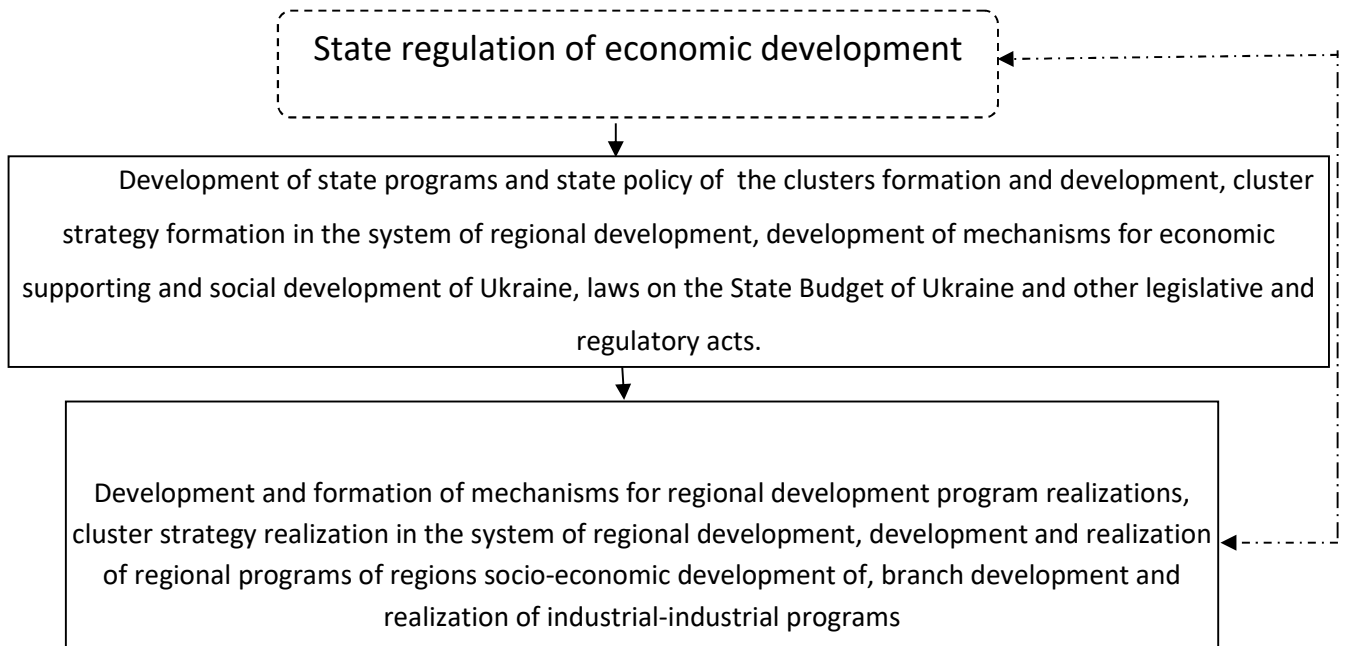 State regulation of economic development
Development of state programs and state policy of  the clusters formation and development, cluster
strategy formation in the system of regional development, development of mechanisms for economic
supporting and social development of Ukraine, laws on the State Budget of Ukraine and other legislative and
regulatory acts.
Development and formation of mechanisms for regional development program realizations,
cluster strategy realization in the system of regional development, development and realization
of regional programs of regions socio-economic development of, branch development and
realization of industrial-industrial programs